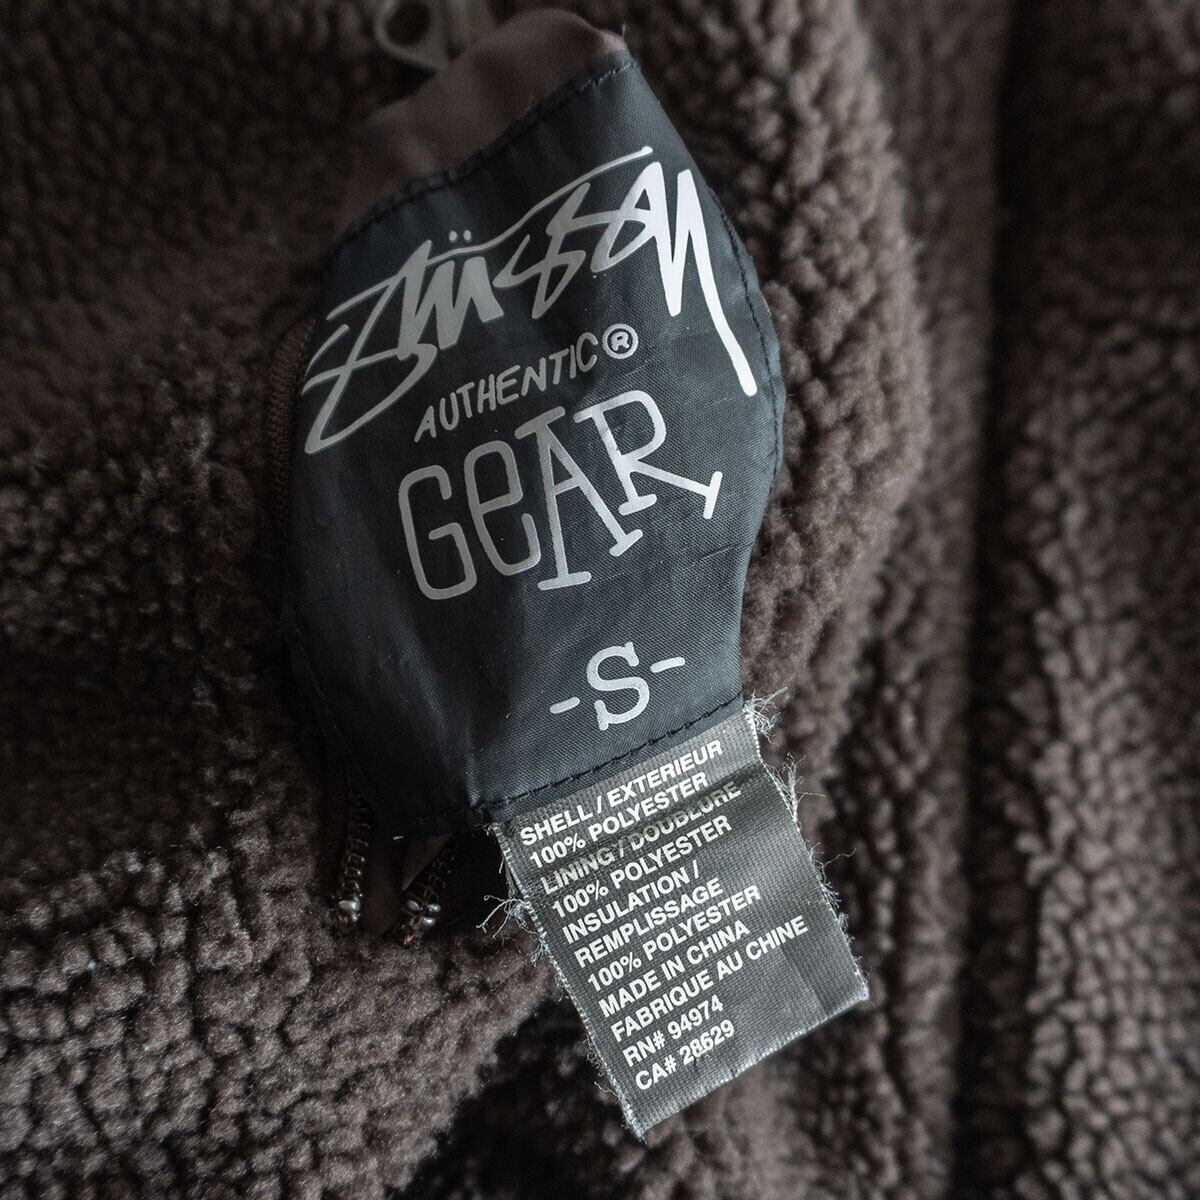 Stüssy
AUTHENTIC®
GEAR
-S-
SHELL / EXTERIEUR
100% POLYESTER
LINING / DOUBLURE
100% POLYESTER
INSULATION /
REMPLISSAGE
100% POLYESTER
MADE IN CHINA
FABRIQUE AU CHINE
RN# 94974
CA# 28629